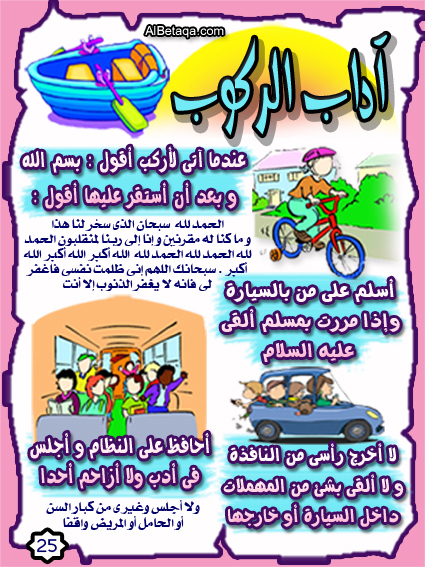 AlBetaqa.com
آداب الركوب
عندما آتى لأركب أقول : بسم الله
و بعد أن أستقر عليها أقول :
الحمد لله سبحان الذى سخر لنا هذا
و ما كنا له مقرنين و إنا إلى ربنا لمنقلبون الحمد
لله الحمد لله الحمد لله الله أكبر الله أكبر الله
أكبر . سبحانك اللهم إنى ظلمت نفسى فاغفر
لى فانه لا يغفر الذنوب إلا أنت
أسلم على من بالسيارة
وإذا مررت بمسلم ألقى
عليه السلام
أحافظ على النظام و أجلس
فى أدب ولا أزاحم أحدا
ولا أجلس وغيرى من كبار السن
أو الحامل أو المريض واقفا
لا أخرج رأسى من النافذة
و لا ألقى بشئ من المهملات
داخل السيارة أو خارجها
25